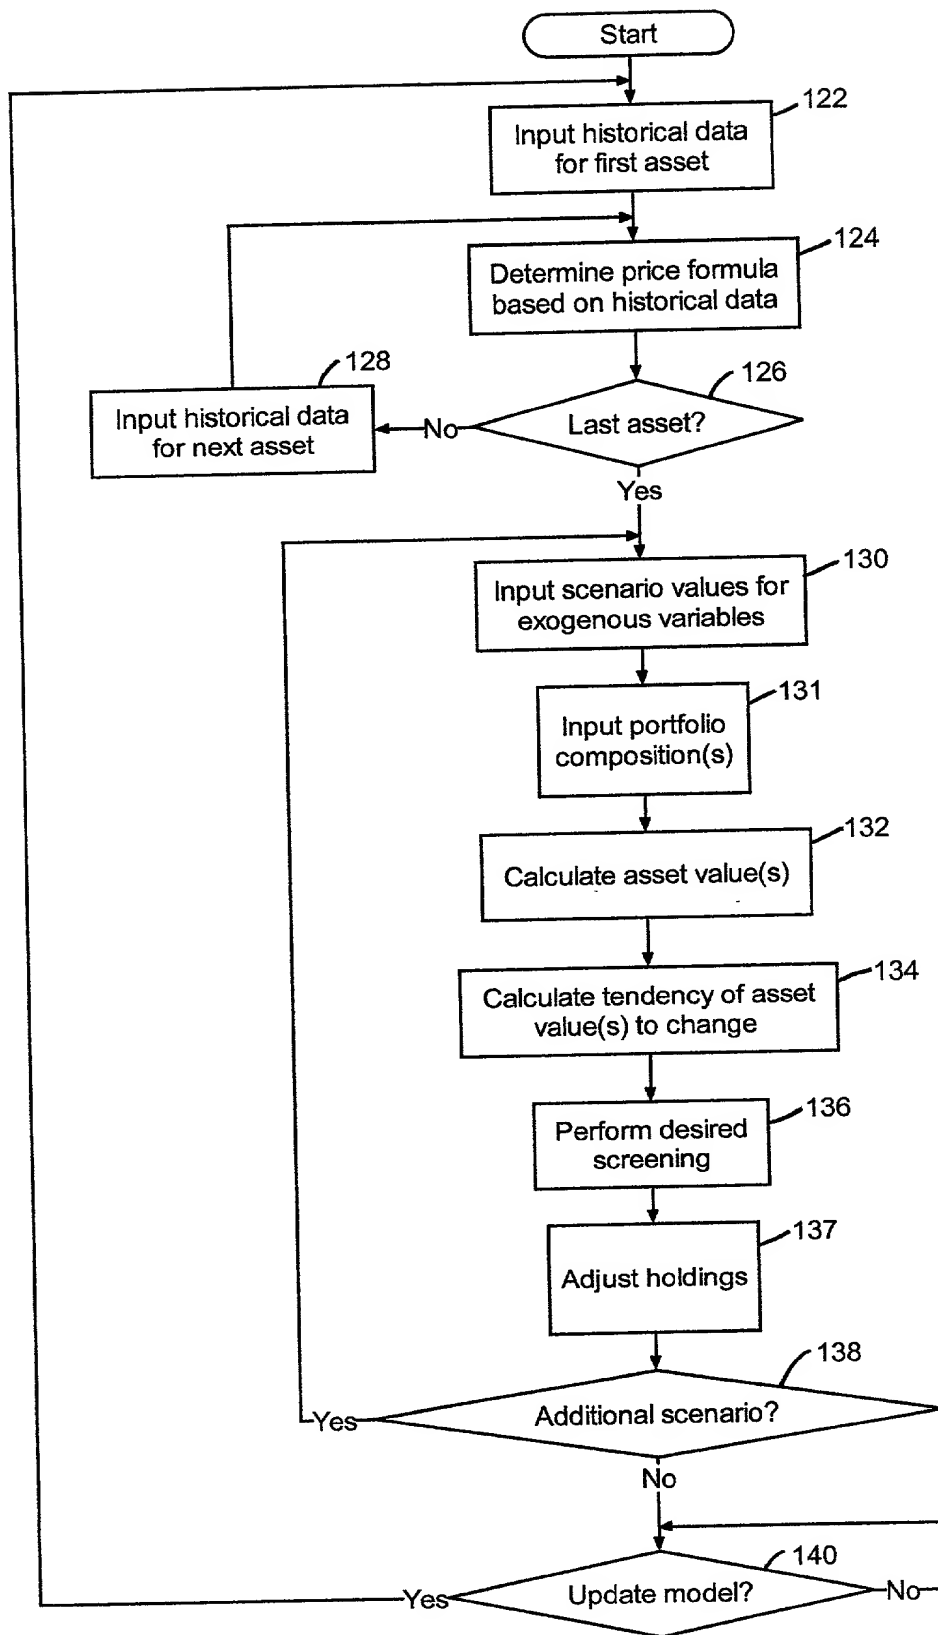 Start
122
Input historical data
for first asset
124
Determine price formula
based on historical data
128
126
Input historical data
for next asset
No
Last asset?
Yes
130
Input scenario values for
exogenous variables
131
Input portfolio
composition(s)
132
Calculate asset value(s)
134
Calculate tendency of asset
value(s) to change
136
Perform desired
screening
137
Adjust holdings
138
Yes
Additional scenario?
No
140
Yes
Update model?
No